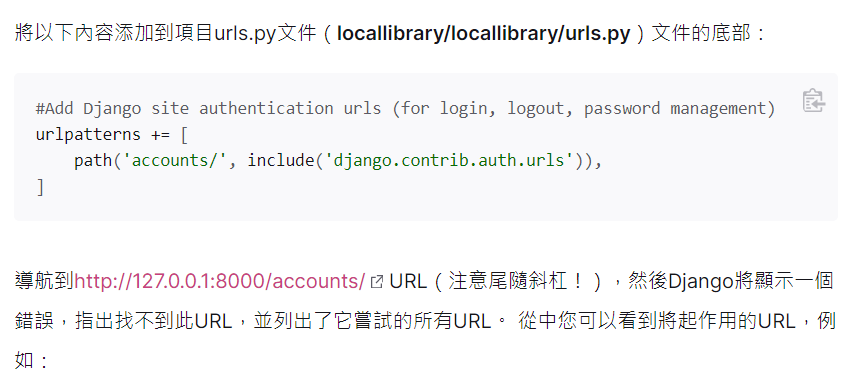 將以下內容添加到項目urls.py文件（locallibrary/locallibrary/urls.py）文件的底部：
#Add Django site authentication urls (for login, logout, password management)
urlpatterns += [
    path('accounts/', include('django.contrib.auth.urls')),
]
導航到http://127.0.0.1:8000/accounts/ URL（注意尾隨斜杠！），然後Django將顯示一個
錯誤，指出找不到此URL，並列出了它嘗試的所有URL。 從中您可以看到將起作用的URL，例
如：